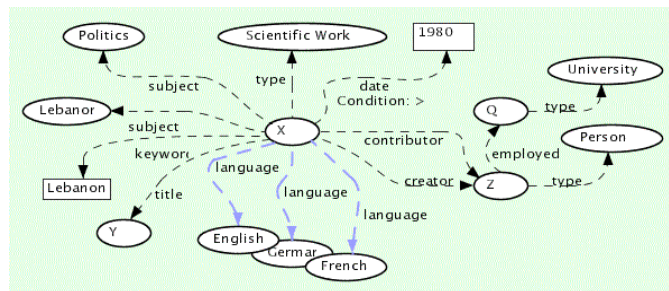 Politics
Scientific Work
1980
University
subject
type
date
Condition: >
Lebanor
Q
type
Person
subject
X
contributor
keyword
language
employed
Lebanon
title
language
creator
Z
type
language
Y
English
Germar
French